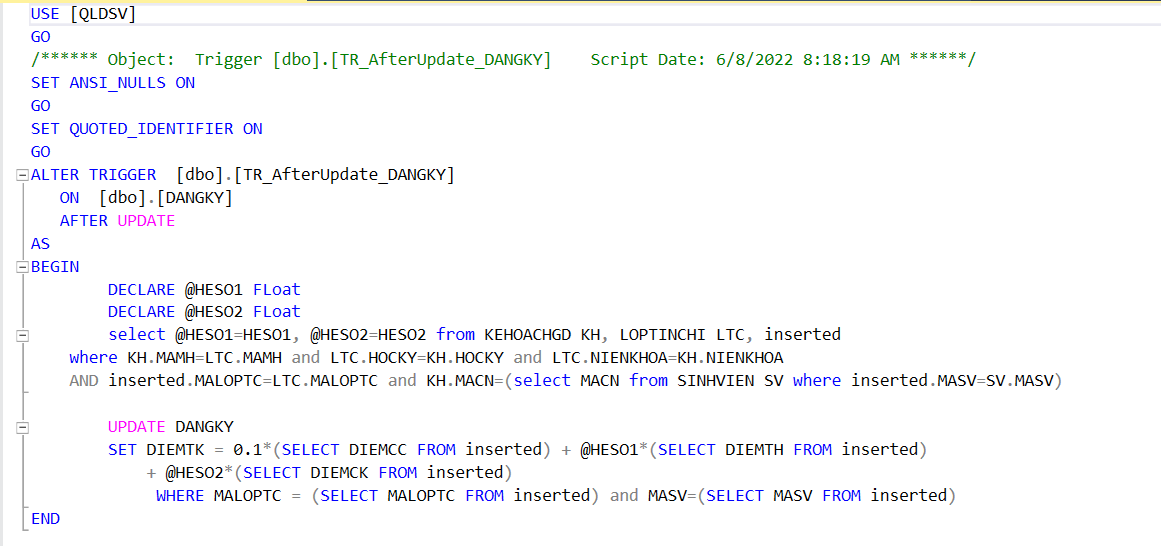 USE [QLDSV]
GO
/****** Object:  Trigger [dbo].[TR_AfterUpdate_DANGKY]    Script Date: 6/8/2022 8:18:19 AM ******/
SET ANSI_NULLS ON
GO
SET QUOTED_IDENTIFIER ON
GO
ALTER TRIGGER  [dbo].[TR_AfterUpdate_DANGKY]
ON  [dbo].[DANGKY]
AFTER UPDATE
AS
BEGIN
DECLARE @HESO1 FLoat
DECLARE @HESO2 FLoat
select @HESO1=HESO1, @HESO2=HESO2 from KEHOACHGD KH, LOPTINCHI LTC, inserted
where KH.MAMH=LTC.MAMH and LTC.HOCKY=KH.HOCKY and LTC.NIENKHOA=KH.NIENKHOA
AND inserted.MALOPTC=LTC.MALOPTC and KH.MACN=(select MACN from SINHVIEN SV where inserted.MASV=SV.MASV)
UPDATE DANGKY
SET DIEMTK = 0.1*(SELECT DIEMCC FROM inserted) + @HESO1*(SELECT DIEMTH FROM inserted)
+ @HESO2*(SELECT DIEMCK FROM inserted)
WHERE MALOPTC = (SELECT MALOPTC FROM inserted) and MASV=(SELECT MASV FROM inserted)
END